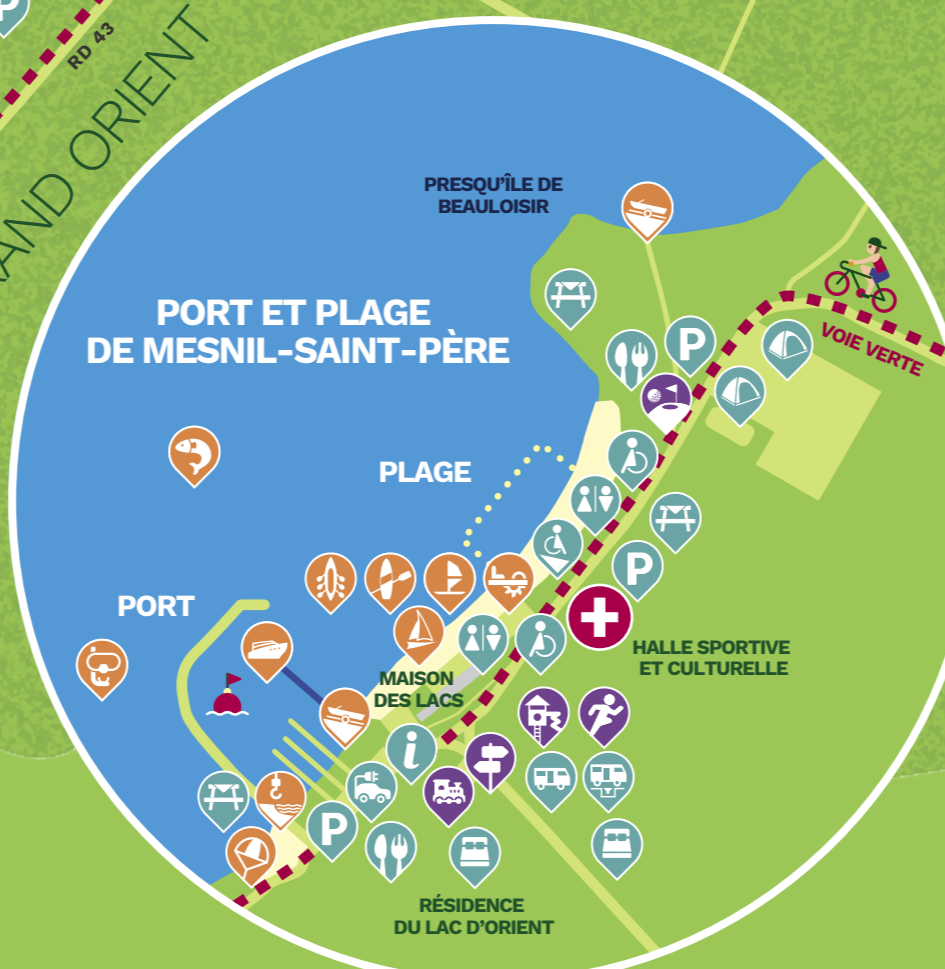 P
RD 43
GRAND ORIENT
PRESQU'ÎLE DE
BEAULOISIR
PORT ET PLAGE
DE MESNIL-SAINT-PÈRE
P
VOIE VERTE
PLAGE
P
PORT
HALLE SPORTIVE
ET CULTURELLE
MAISON
DES LACS
i
P
RÉSIDENCE
DU LAC D'ORIENT